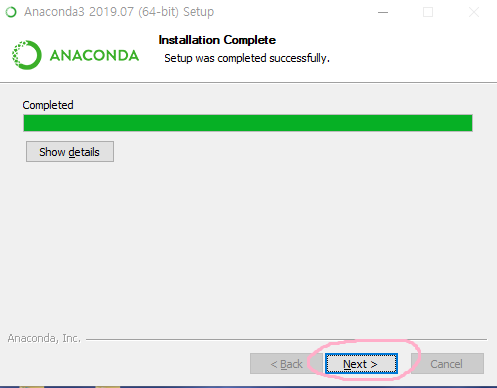 Anaconda3 2019.07 (64-bit) Setup
ANACONDA
Installation Complete
Setup was completed successfully.
Completed
Show details
Anaconda, Inc.
< Back Next > Cancel